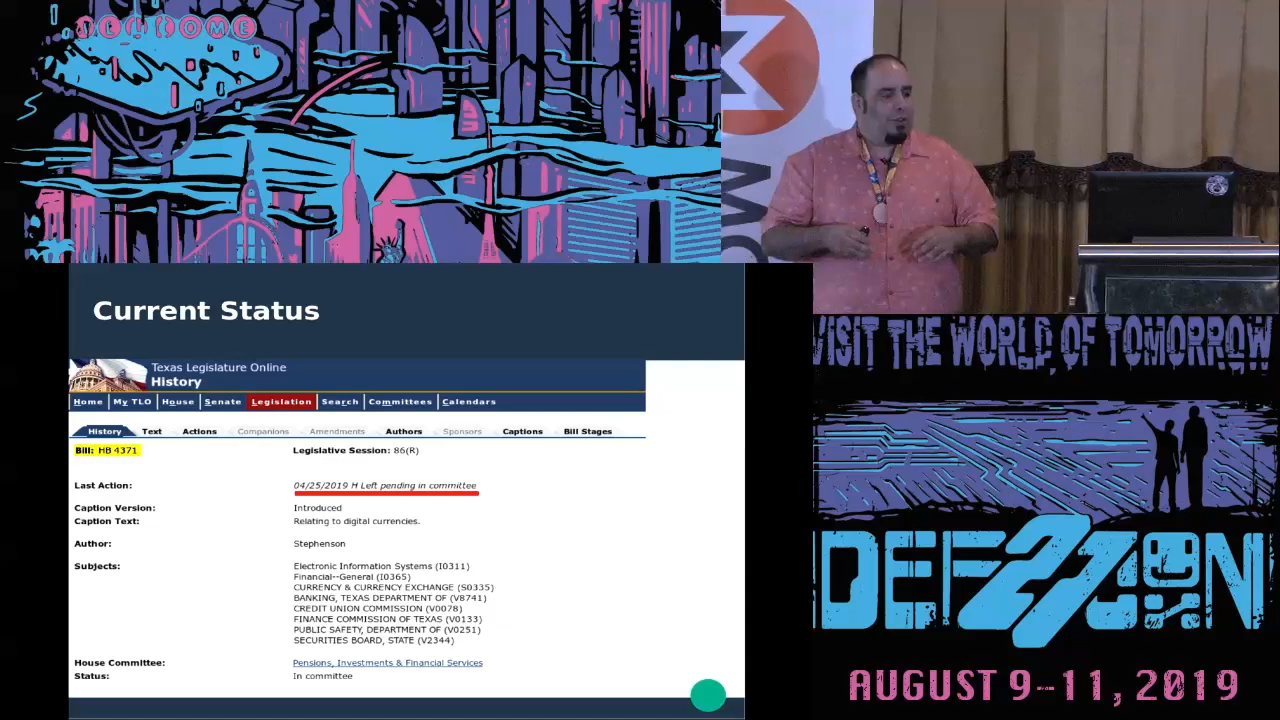 WELCOME
Current Status
Texas Legislature Online
History
Home My TLO House Senate Legislation Search Committees Calendars
History Text Actions Companions Amendments Authors Sponsors Captions Bill Stages
Bill: HB 4371 Legislative Session: 86(R)
Last Action: 04/25/2019 H Left pending in committee
Caption Version: Introduced
Caption Text: Relating to digital currencies.
Author: Stephenson
Subjects: Electronic Information Systems (I0311)
Financial--General (I0365)
CURRENCY & CURRENCY EXCHANGE (S0335)
BANKING, TEXAS DEPARTMENT OF (V8741)
CREDIT UNION COMMISSION (V0078)
FINANCE COMMISSION OF TEXAS (V0133)
PUBLIC SAFETY, DEPARTMENT OF (V0251)
SECURITIES BOARD, STATE (V2344)
House Committee: Pensions, Investments & Financial Services
Status: In committee
VISIT THE WORLD OF TOMORROW
DEF 27 CON
AUGUST 9-11, 2019